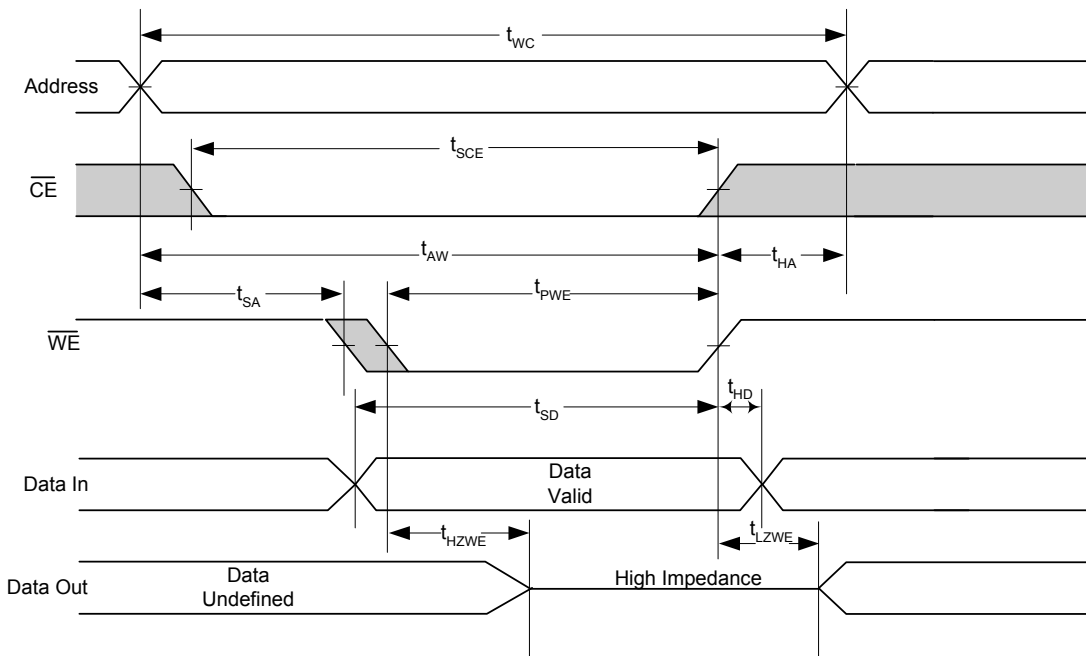 tWC
Address
tSCE
CE
tAW
tHA
tSA
tPWE
WE
tHD
tSD
Data In
Data
Valid
tHZWE
tLZWE
Data Out
Data
Undefined
High Impedance